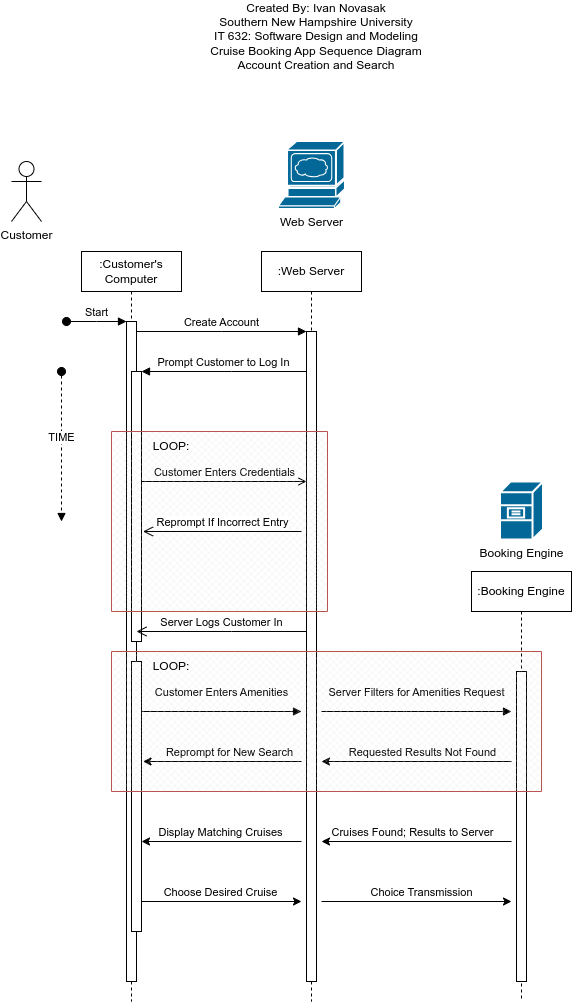 Created By: Ivan Novasak
Southern New Hampshire University
IT 632: Software Design and Modeling
Cruise Booking App Sequence Diagram
Account Creation and Search
Web Server
Customer
:Customer's
Computer
:Web Server
Start
Create Account
Prompt Customer to Log In
TIME
LOOP:
Customer Enters Credentials
Reprompt If Incorrect Entry
Booking Engine
:Booking Engine
Server Logs Customer In
LOOP:
Customer Enters Amenities
Server Filters for Amenities Request
Reprompt for New Search
Requested Results Not Found
Display Matching Cruises
Cruises Found; Results to Server
Choose Desired Cruise
Choice Transmission